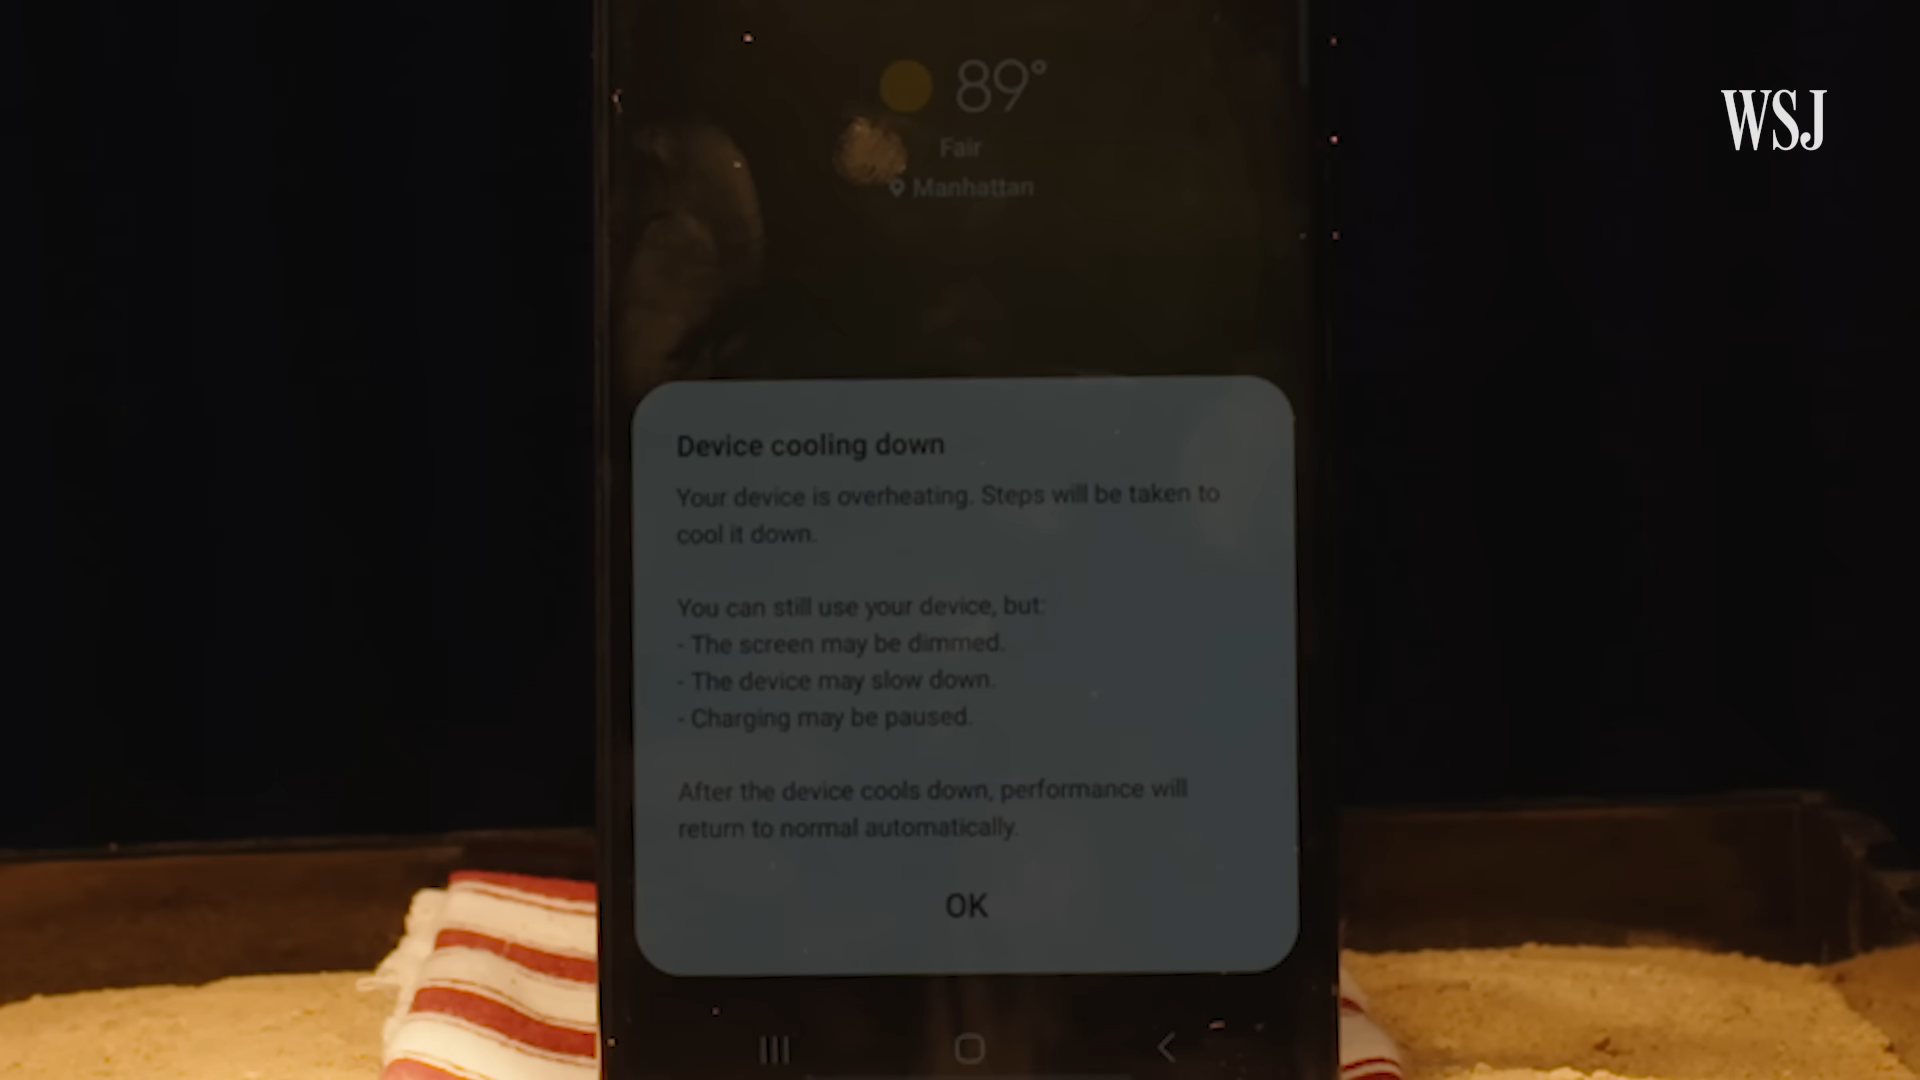 89°
Fair
Manhattan
WSJ
Device cooling down
Your device is overheating. Steps will be taken to
cool it down.
You can still use your device, but:
- The screen may be dimmed.
- The device may slow down.
- Charging may be paused.
After the device cools down, performance will
return to normal automatically.
OK